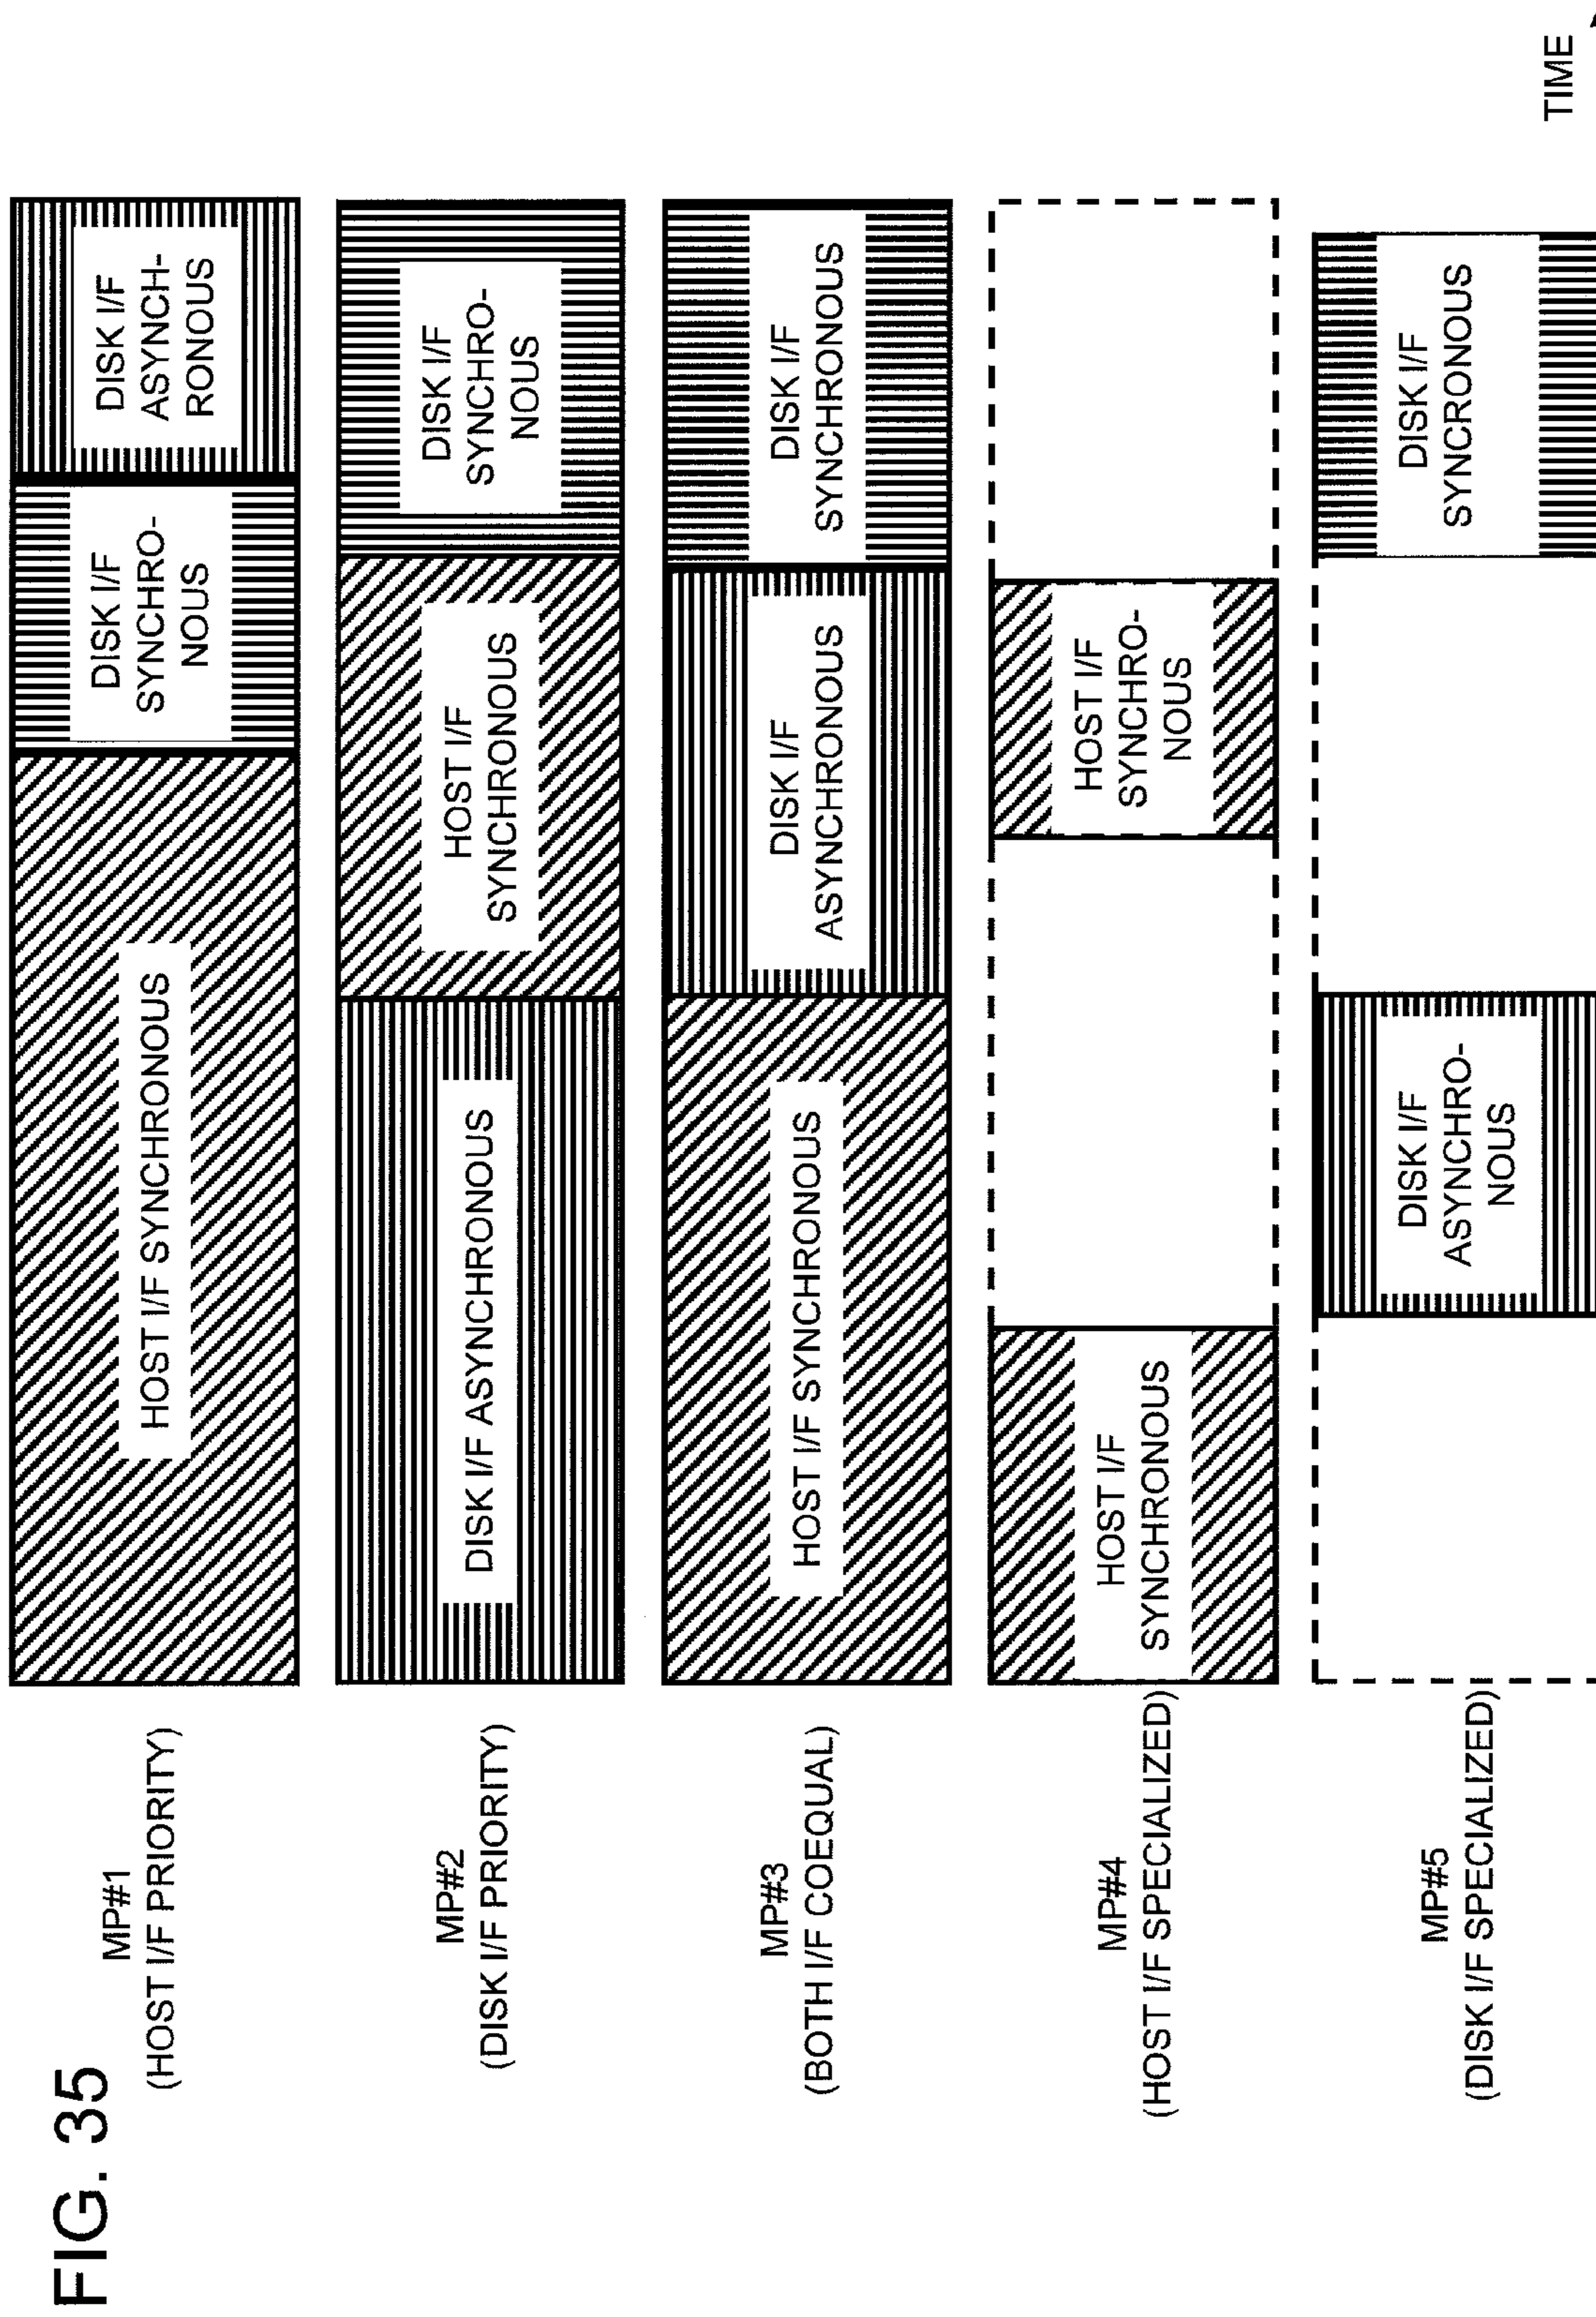 FIG. 35
MP#1
(HOST I/F PRIORITY)
HOST I/F SYNCHRONOUS
DISK I/F
SYNCHRO-
NOUS
DISK I/F
ASYNCH-
RONOUS
MP#2
(DISK I/F PRIORITY)
DISK I/F ASYNCHRONOUS
HOST I/F
SYNCHRONOUS
DISK I/F
SYNCHRO-
NOUS
MP#3
(BOTH I/F COEQUAL)
HOST I/F SYNCHRONOUS
DISK I/F
ASYNCHRONOUS
DISK I/F
SYNCHRONOUS
MP#4
(HOST I/F SPECIALIZED)
HOST I/F
SYNCHRONOUS
HOST I/F
SYNCHRO-
NOUS
MP#5
(DISK I/F SPECIALIZED)
DISK I/F
ASYNCHRO-
NOUS
DISK I/F
SYNCRONOUS
TIME